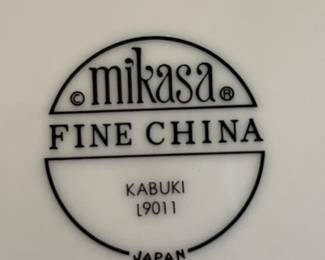 © mikasa ®
FINE CHINA
KABUKI
L9011
JAPAN